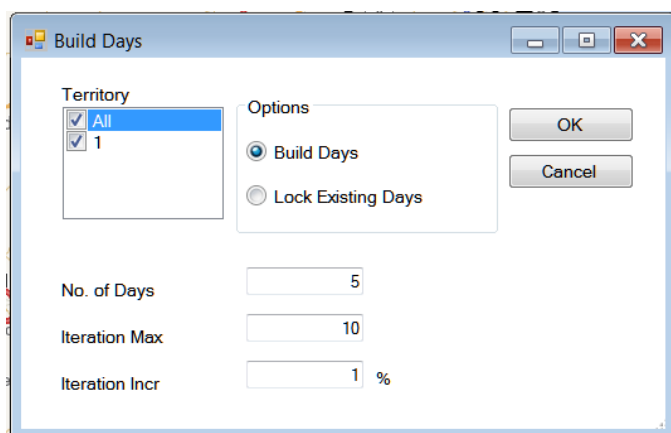 Build Days
Territory
All
1
Options
Build Days
Lock Existing Days
OK
Cancel
No. of Days 5
Iteration Max 10
Iteration Incr 1 %